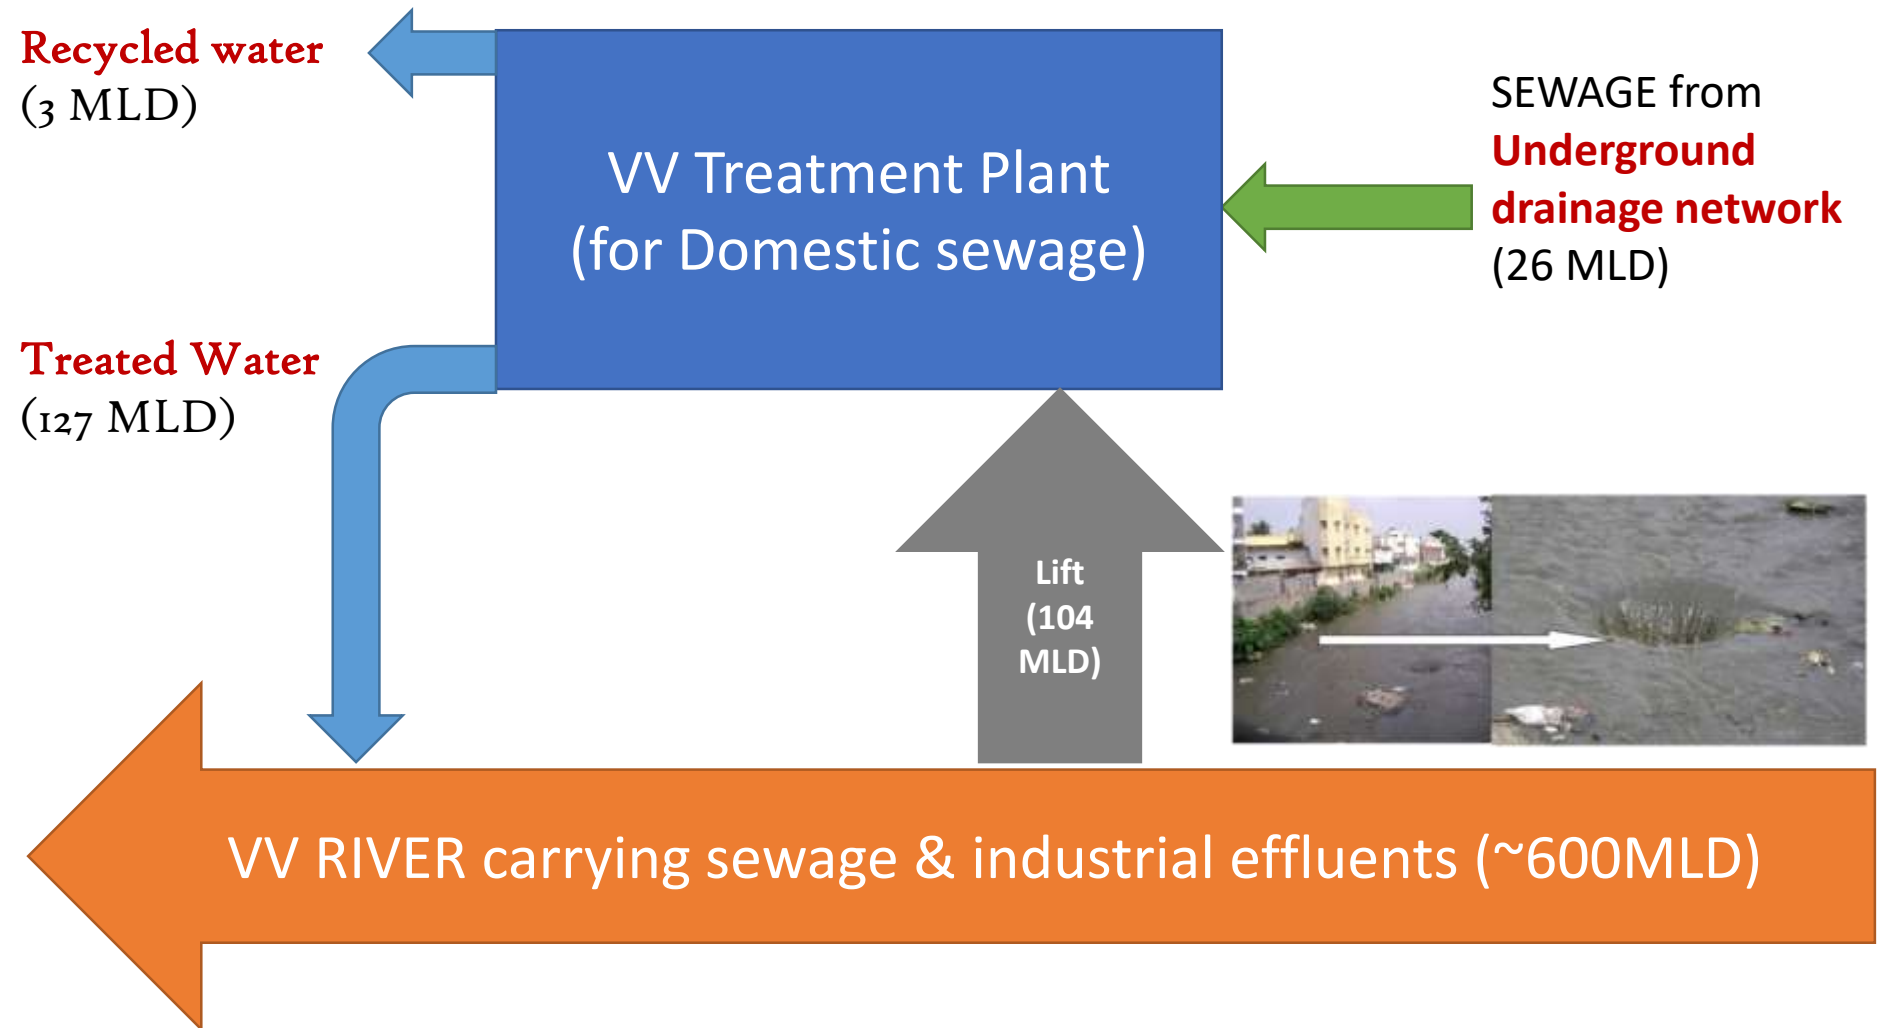 Recycled water
(3 MLD)
VV Treatment Plant
(for Domestic sewage)
SEWAGE from
Underground
drainage network
(26 MLD)
Treated Water
(127 MLD)
Lift
(104
MLD)
VV RIVER carrying sewage & industrial effluents (~600MLD)